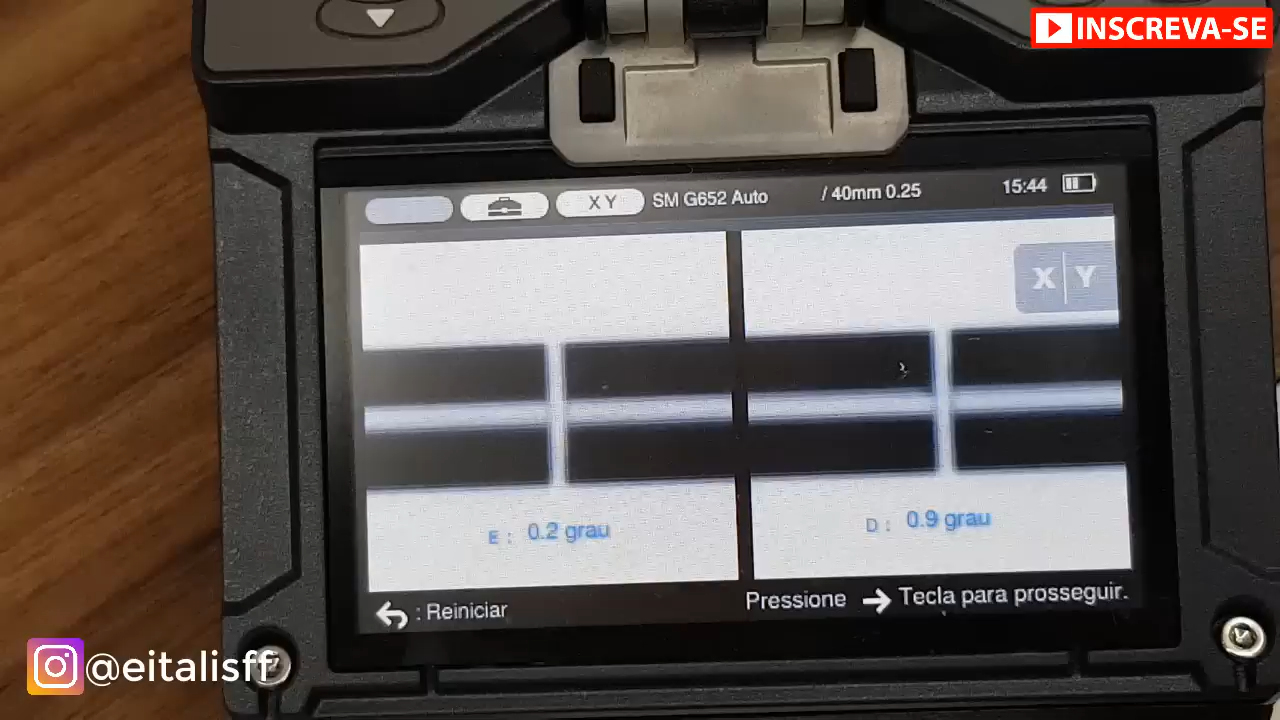 INSCREVA-SE
X Y SM G652 Auto / 40mm 0.25 15:44
X Y
E : 0.2 grau D : 0.9 grau
: Reiniciar Pressione → Tecla para prosseguir.
@eitalisff